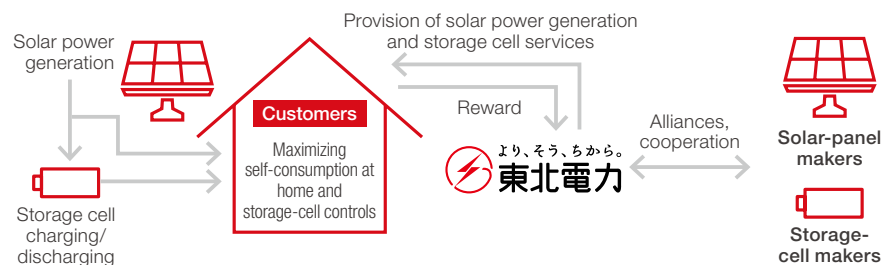 Solar power
generation
Storage cell
charging/
discharging
Customers
Maximizing
self-consumption at
home and
storage-cell controls
Provision of solar power generation
and storage cell services
Reward
より、そう、ちから。
東北電力
Alliances,
cooperation
Solar-panel
makers
Storage-
cell makers